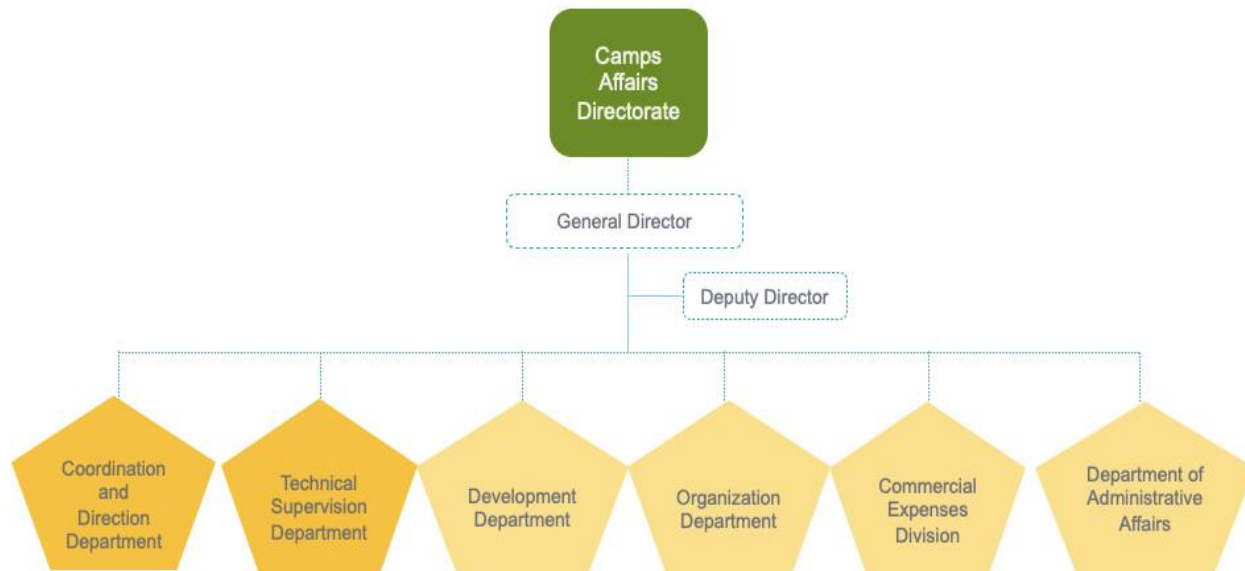 Camps
Affairs
Directorate
General Director
Deputy Director
Coordination
and
Direction
Department
Technical
Supervision
Department
Development
Department
Organization
Department
Commercial
Expenses
Division
Department of
Administrative
Affairs